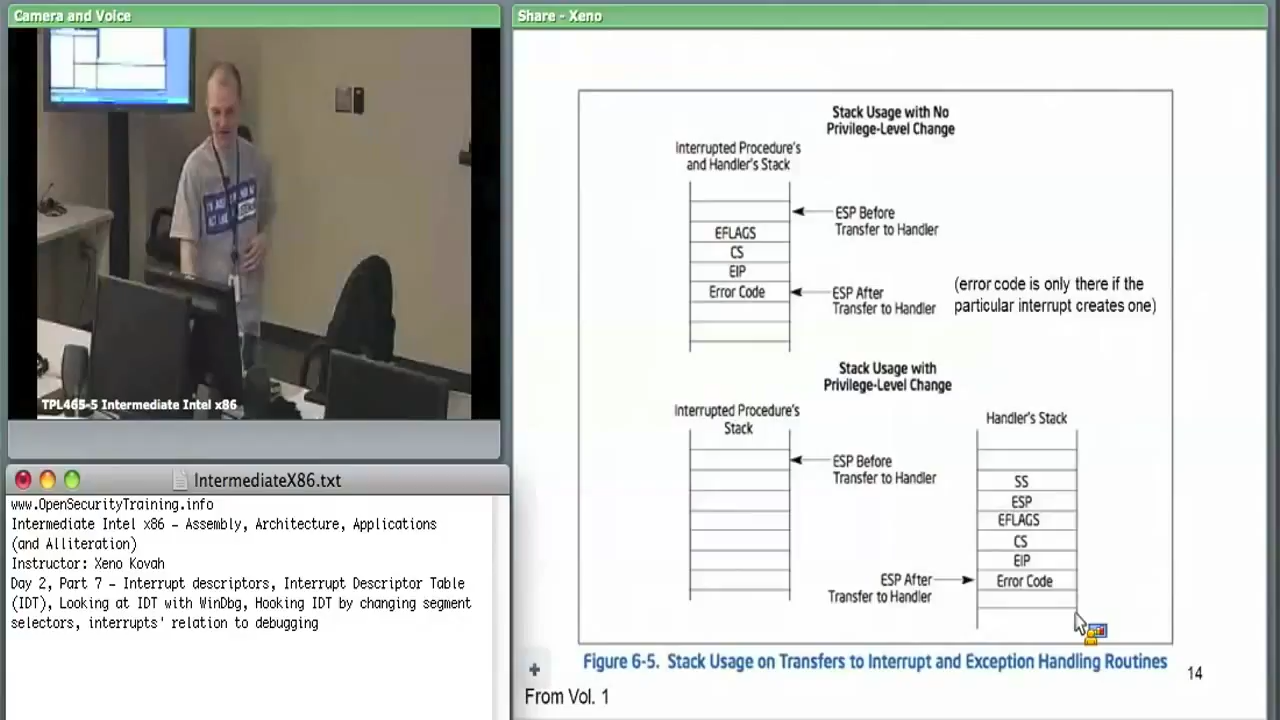 Camera and Voice
TPL465-5 Intermediate Intel x86
IntermediateX86.txt
www.OpenSecurityTraining.info
Intermediate Intel x86 – Assembly, Architecture, Applications
(and Alliteration)
Instructor: Xeno Kovah
Day 2, Part 7 – Interrupt descriptors, Interrupt Descriptor Table
(IDT), Looking at IDT with WinDbg, Hooking IDT by changing segment
selectors, interrupts' relation to debugging
Share - Xeno
Stack Usage with No
Privilege-Level Change
Interrupted Procedure's
and Handler's Stack
ESP Before
Transfer to Handler
EFLAGS
CS
EIP
Error Code
ESP After
Transfer to Handler
(error code is only there if the
particular interrupt creates one)
Stack Usage with
Privilege-Level Change
Interrupted Procedure's
Stack
Handler's Stack
ESP Before
Transfer to Handler
SS
ESP
EFLAGS
CS
EIP
Error Code
ESP After
Transfer to Handler
Figure 6-5. Stack Usage on Transfers to Interrupt and Exception Handling Routines
14
From Vol. 1